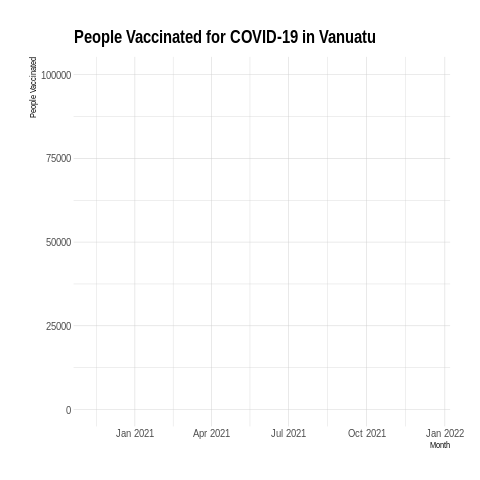 People Vaccinated for COVID-19 in Vanuatu
People Vaccinated
100000
75000
50000
25000
0
Jan 2021 Apr 2021 Jul 2021 Oct 2021 Jan 2022
Month